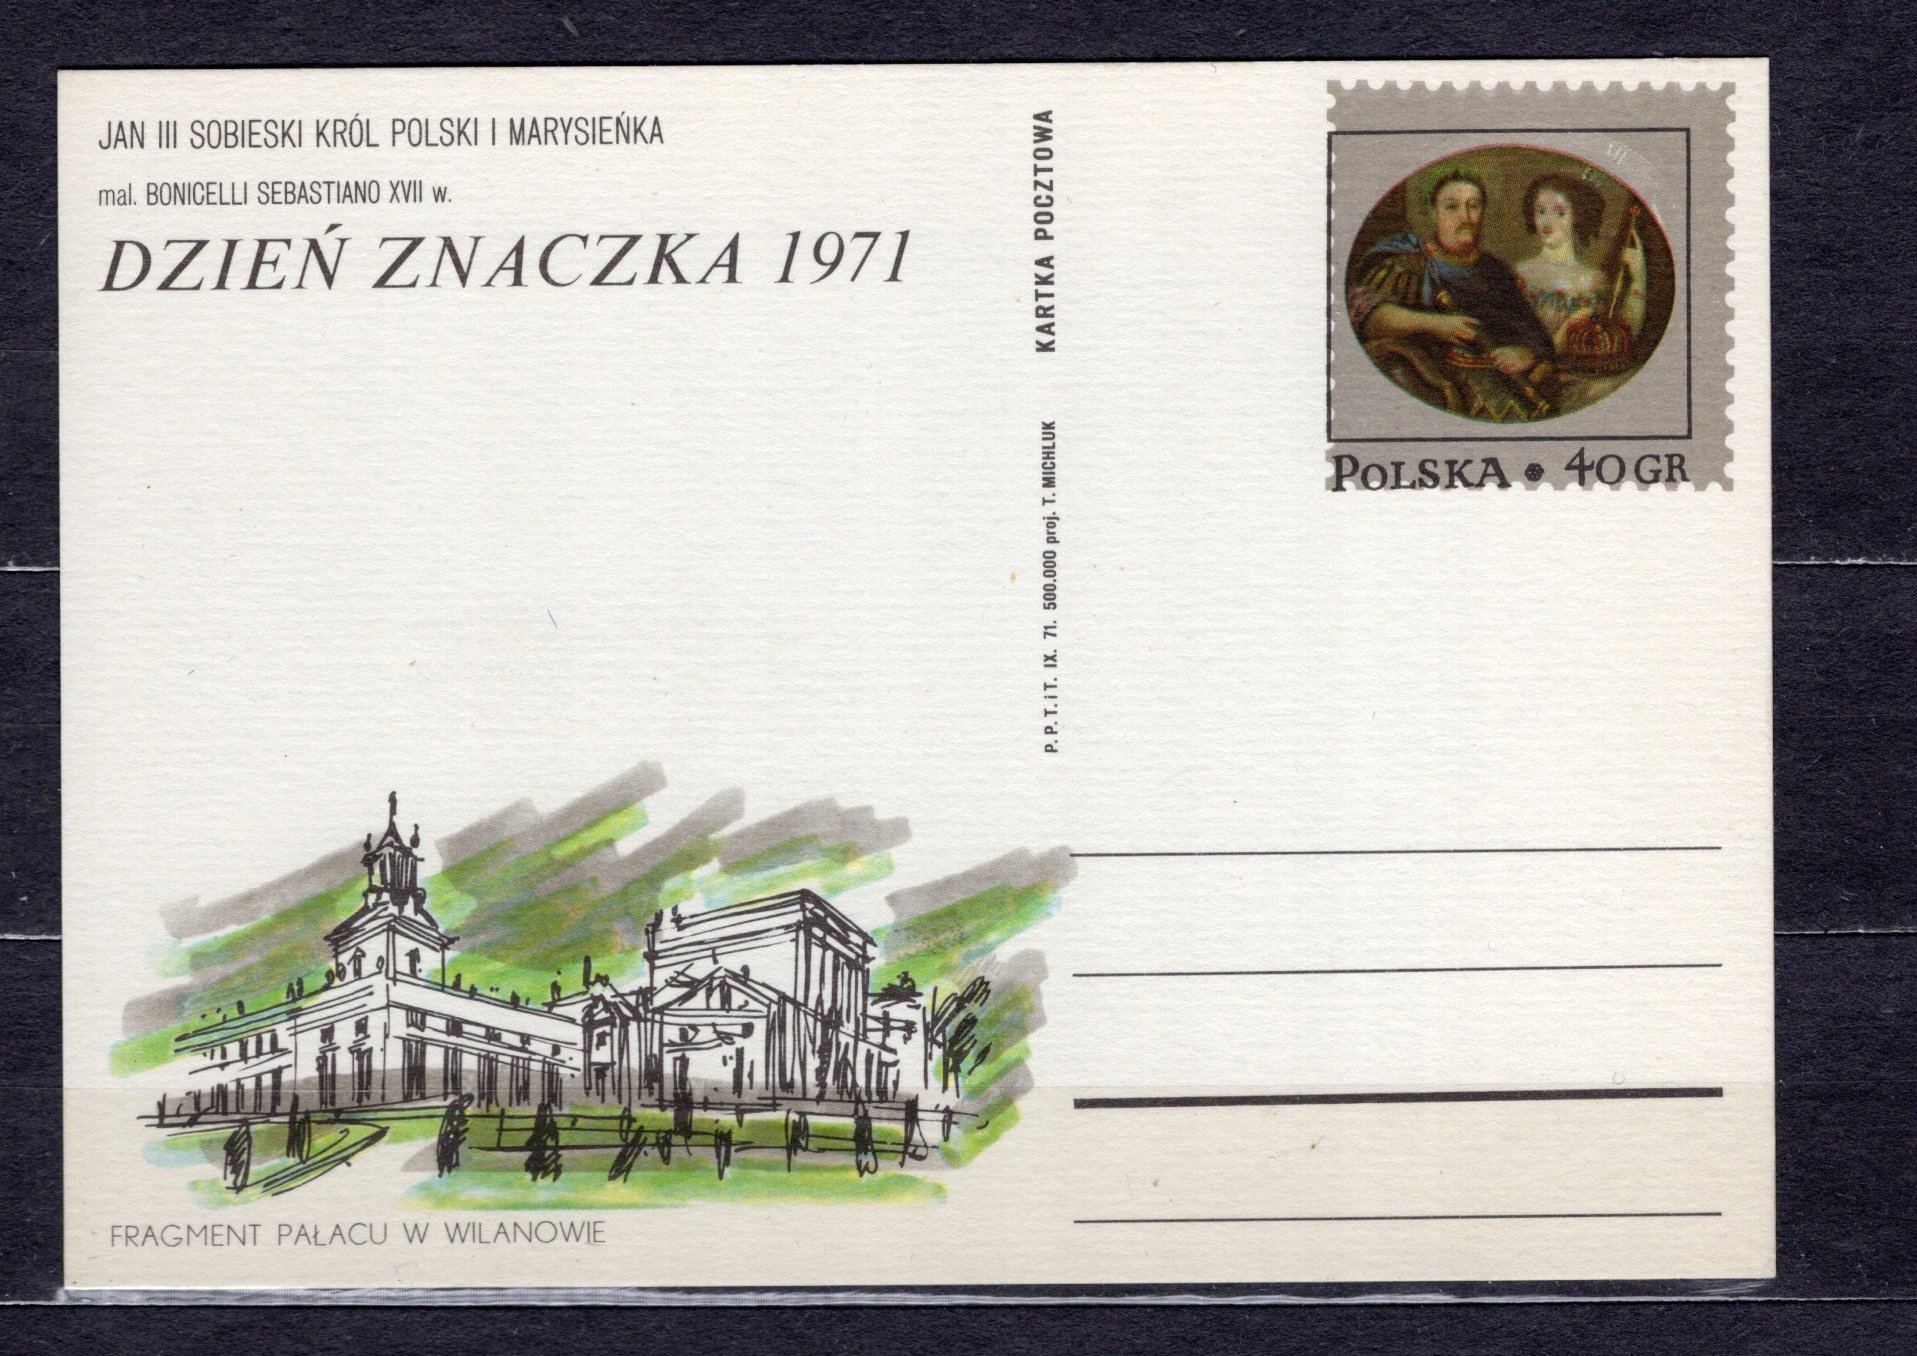 JAN III SOBIESKI KRÓL POLSKI I MARYSIEŃKA
mal. BONICELLI SEBASTIANO XVII w.
DZIEŃ ZNACZKA 1971
P.P.T.iT. IX. 71. 500.000 proj. T. MICHLUK KARTKA POCZTOWA
POLSKA * 40 GR
FRAGMENT PAŁACU W WILANOWIE